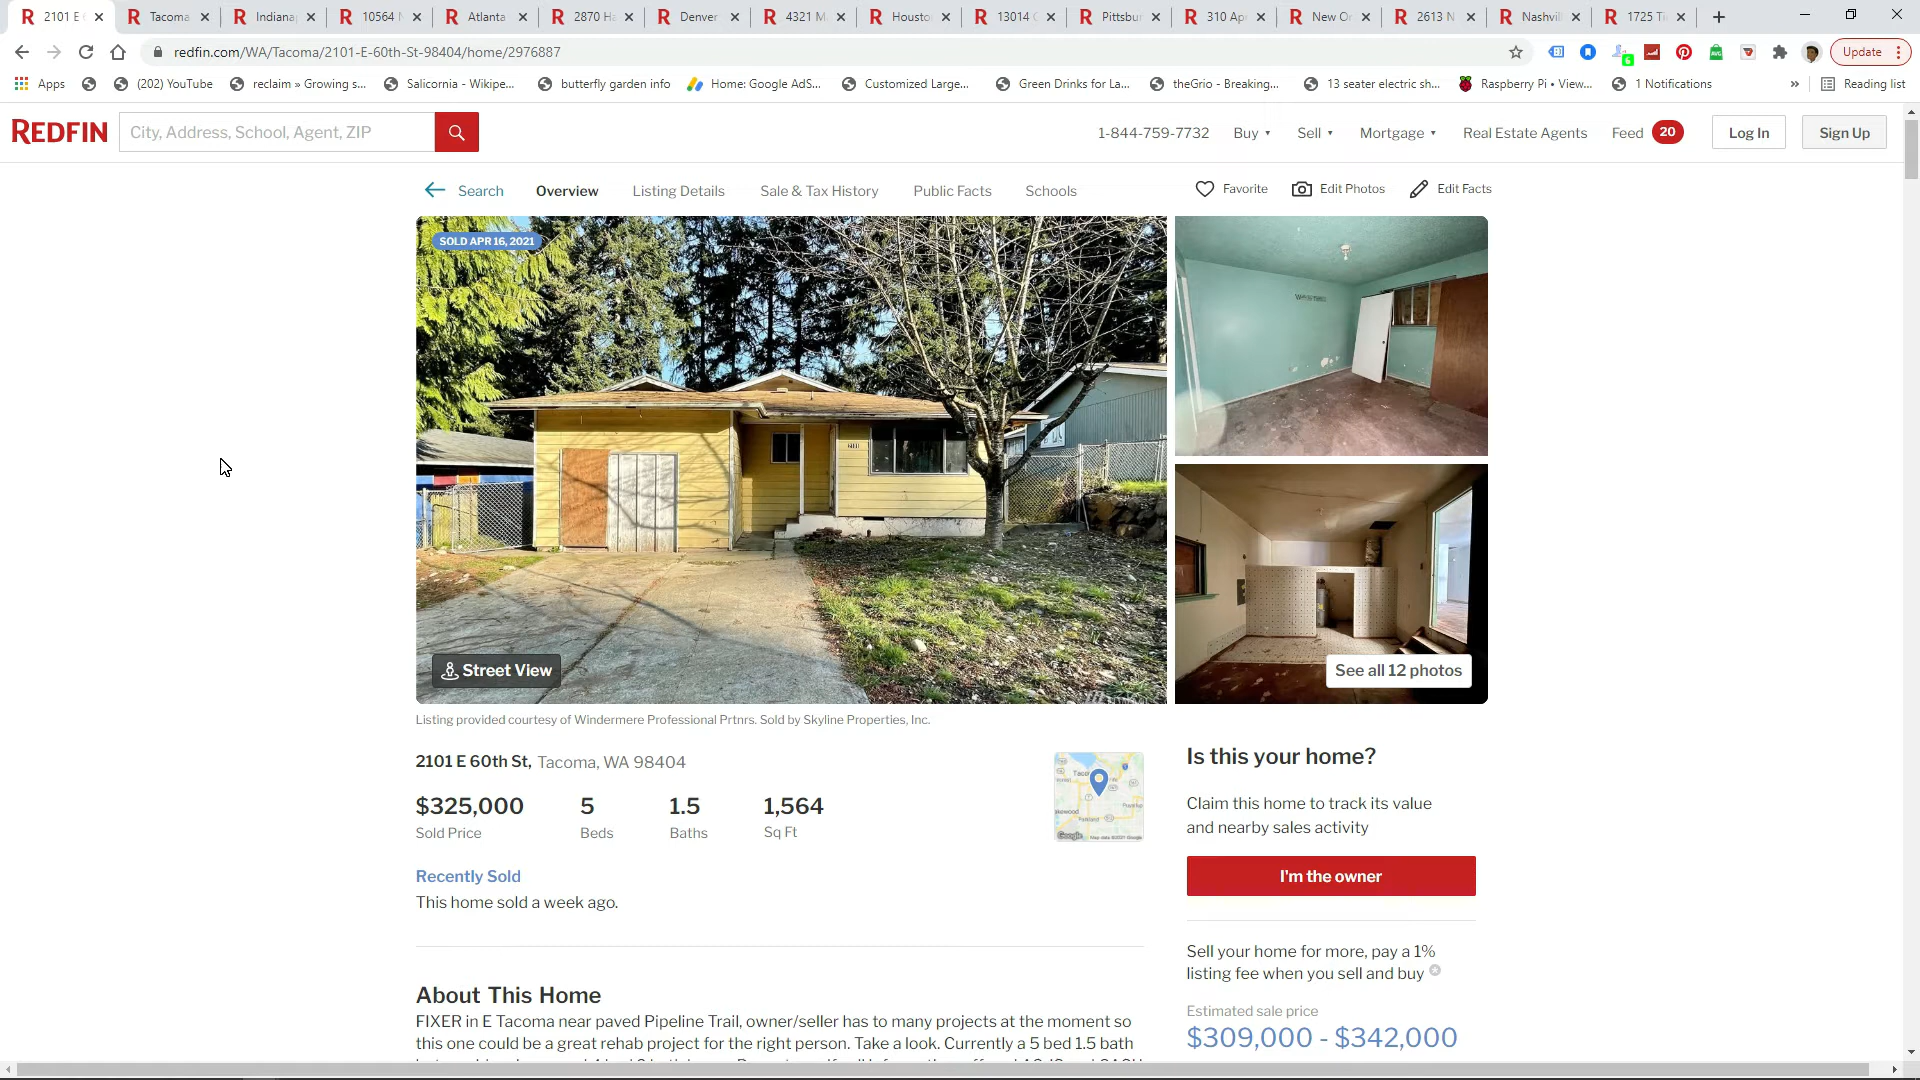 2101 E
Tacoma
Indiana
10564
Atlanta
2870 Ha
Denver
4321 M
Houston
13014
Pittsbur
310 Ap
New O
2613 N
Nashvil
1725 Ti
redfin.com/WA/Tacoma/2101-E-60th-St-98404/home/2976887
Update
Apps
(202) YouTube
reclaim » Growing s...
Salicornia - Wikipe...
butterfly garden info
Home: Google AdS...
Customized Large...
Green Drinks for La...
theGrio - Breaking...
13 seater electric sh...
Raspberry Pi • View...
1 Notifications
»
Reading list
REDFIN
City, Address, School, Agent, ZIP
1-844-759-7732
Buy
Sell
Mortgage
Real Estate Agents
Feed 20
Log In
Sign Up
Search
Overview
Listing Details
Sale & Tax History
Public Facts
Schools
Favorite
Edit Photos
Edit Facts
SOLD APR 16, 2021
Street View
See all 12 photos
Listing provided courtesy of Windermere Professional Prtnrs. Sold by Skyline Properties, Inc.
2101 E 60th St, Tacoma, WA 98404
$325,000
Sold Price
5
Beds
1.5
Baths
1,564
Sq Ft
Google
Recently Sold
This home sold a week ago.
About This Home
FIXER in E Tacoma near paved Pipeline Trail, owner/seller has to many projects at the moment so
this one could be a great rehab project for the right person. Take a look. Currently a 5 bed 1.5 bath
Is this your home?
Claim this home to track its value
and nearby sales activity
I'm the owner
Sell your home for more, pay a 1%
listing fee when you sell and buy
Estimated sale price
$309,000 - $342,000